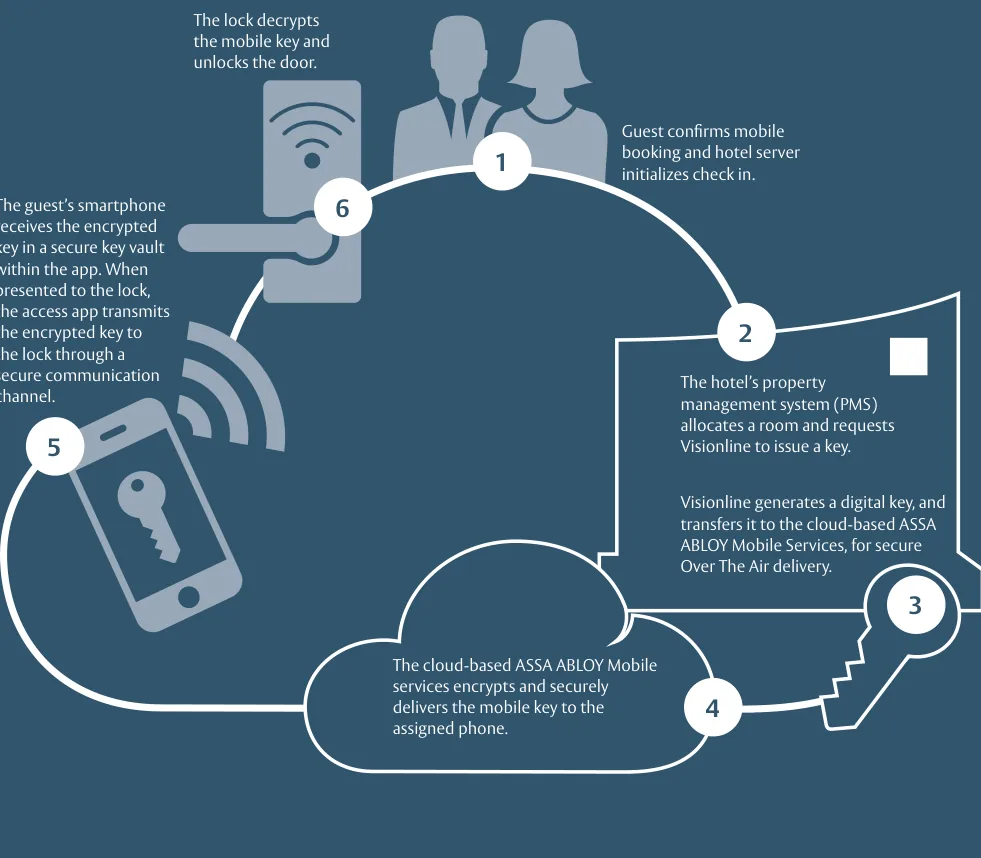 The lock decrypts
the mobile key and
unlocks the door.
1
Guest confirms mobile
booking and hotel server
initializes check in.
6
The guest's smartphone
receives the encrypted
key in a secure key vault
within the app. When
presented to the lock,
the access app transmits
the encrypted key to
the lock through a
secure communication
channel.
5
2
The hotel's property
management system (PMS)
allocates a room and requests
Visionline to issue a key.
Visionline generates a digital key, and
transfers it to the cloud-based ASSA
ABLOY Mobile Services, for secure
Over The Air delivery.
3
The cloud-based ASSA ABLOY Mobile
services encrypts and securely
delivers the mobile key to the
assigned phone.
4